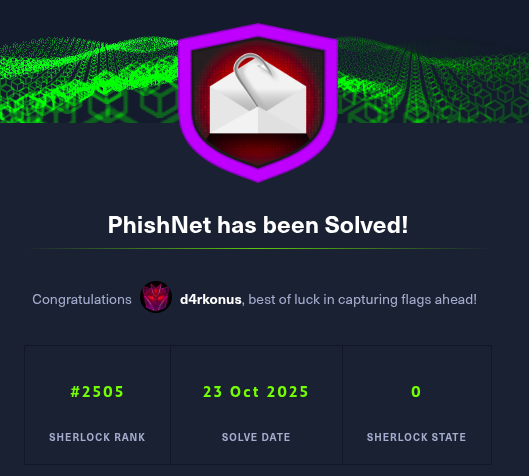 PhishNet has been Solved!
Congratulations d4rkonus, best of luck in capturing flags ahead!
#2505 23 Oct 2025 0
SHERLOCK RANK SOLVE DATE SHERLOCK STATE